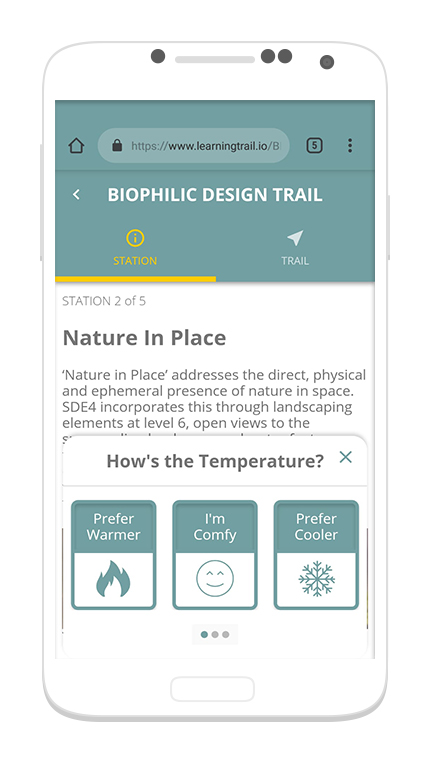 https://www.learningtrail.io/B
5
BIOPHILIC DESIGN TRAIL
STATION
TRAIL
STATION 2 of 5
Nature In Place
‘Nature in Place’ addresses the direct, physical
and ephemeral presence of nature in space.
SDE4 incorporates this through landscaping
elements at level 6, open views to the
How's the Temperature?
Prefer
Warmer
I'm
Comfy
Prefer
Cooler